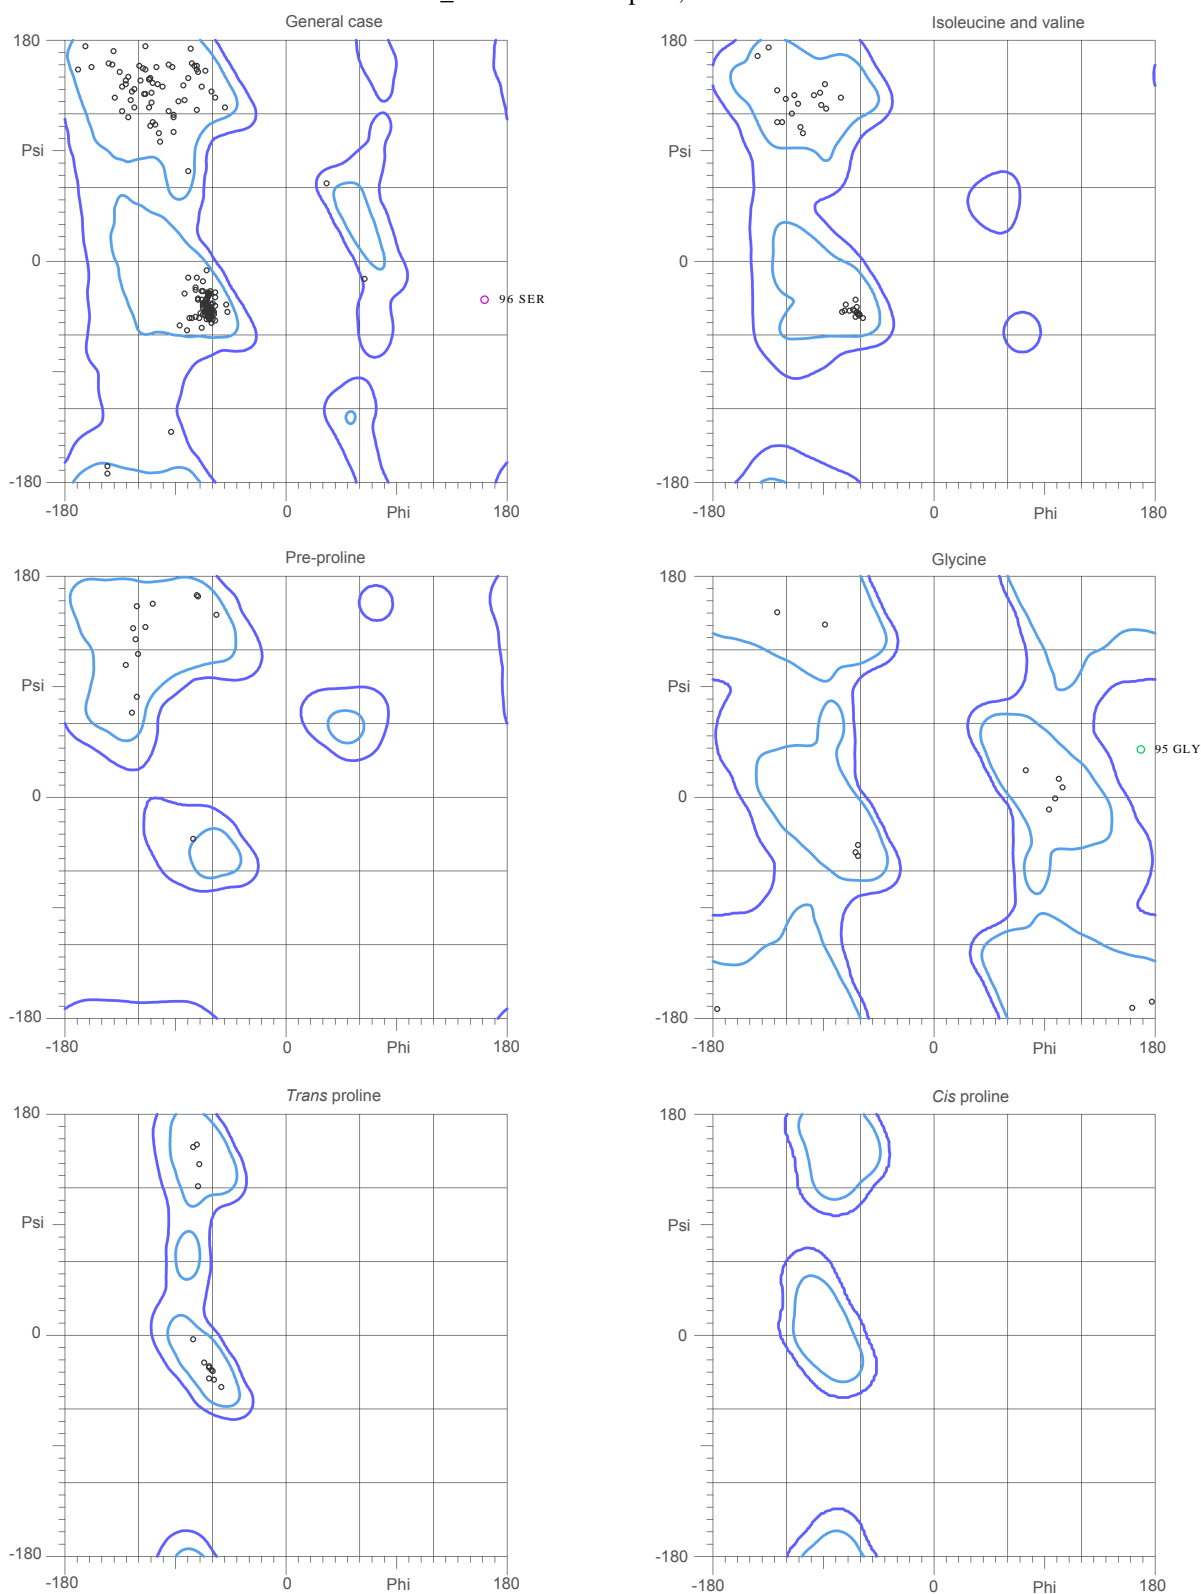 General case
Isoleucine and valine
180
Psi
0
-180
-180
0
Phi
180
96 SER
180
Psi
0
-180
-180
0
Phi
180
Pre-proline
Glycine
180
Psi
0
-180
-180
0
Phi
180
180
Psi
0
-180
-180
0
Phi
180
95 GLY
Trans proline
Cis proline
180
Psi
0
-180
-180
0
Phi
180
180
Psi
0
-180
-180
0
Phi
180